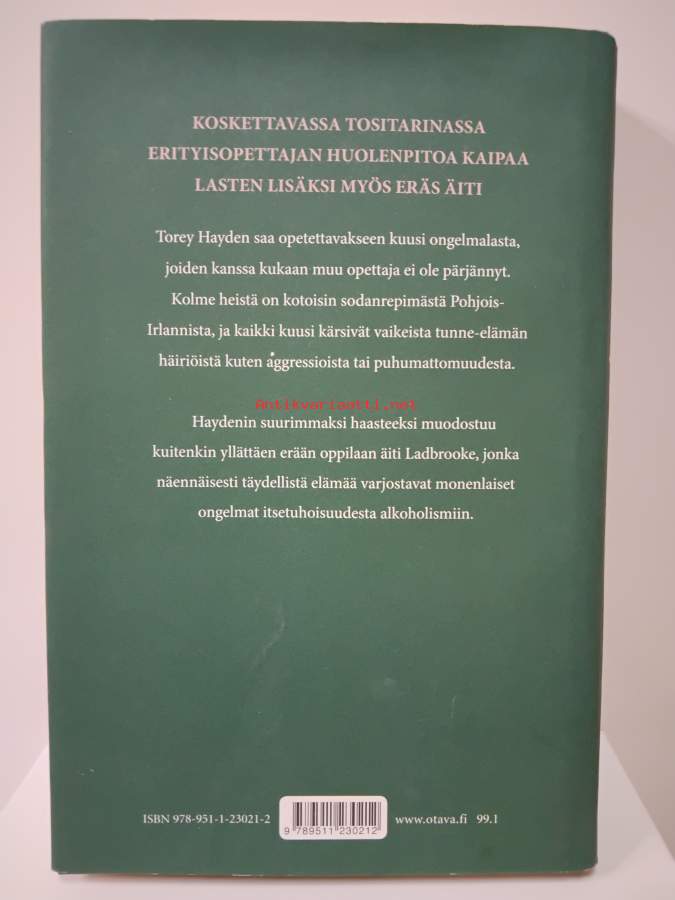 KOSKETTAVASSA TOSITARINASSA
ERITYISOPETTAJAN HUOLENPITOA KAIPAA
LASTEN LISÄKSI MYÖS ERÄS ÄITI
Torey Hayden saa opetettavakseen kuusi ongelmalasta,
joiden kanssa kukaan muu opettaja ei ole pärjännyt.
Kolme heistä on kotoisin sodanrepimästä Pohjois-
Irlannista, ja kaikki kuusi kärsivät vaikeista tunne-elämän
häiriöistä kuten aggressioista tai puhumattomuudesta.
Antikvariaatti.net
Haydenin suurimmaksi haasteeksi muodostuu
kuitenkin yllättäen erään oppilaan äiti Ladbrooke, jonka
näennäisesti täydellistä elämää varjostavat monenlaiset
ongelmat itsetuhoisuudesta alkoholismiin.
ISBN 978-951-1-23021-2
9 789511 230212
www.otava.fi 99.1